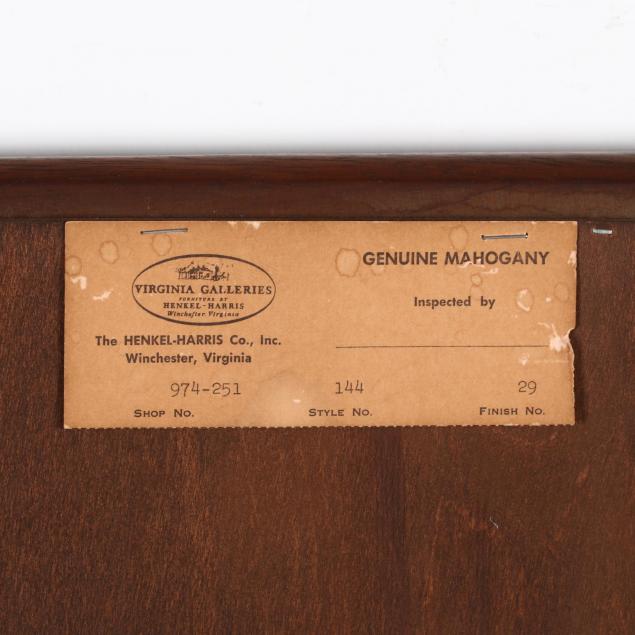 VIRGINIA GALLERIES
FURNITURE BY
HENKEL-HARRIS
Winchester, Virginia
The HENKEL-HARRIS Co., Inc.
Winchester, Virginia
GENUINE MAHOGANY
Inspected by
974-251 144 29
SHOP NO. STYLE NO. FINISH NO.